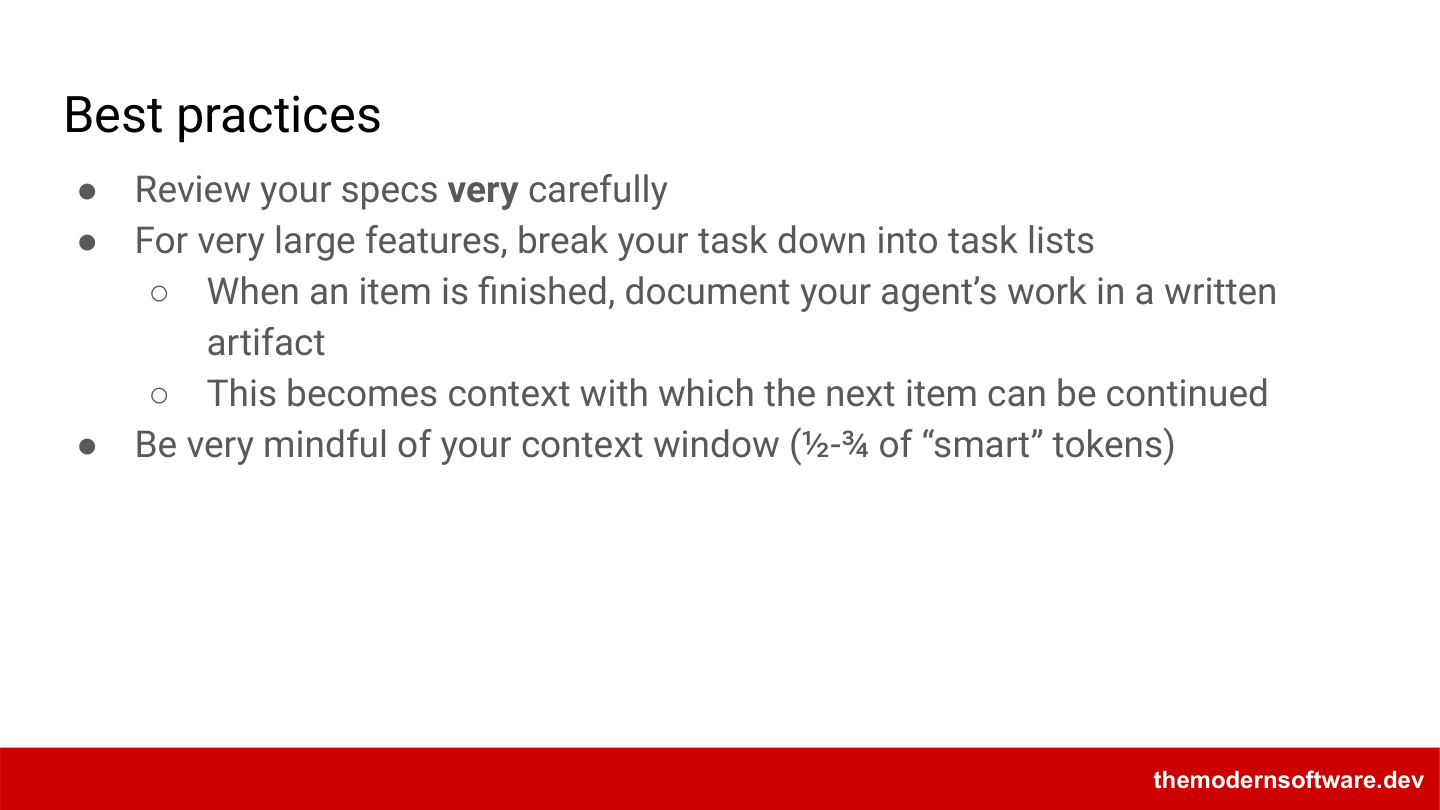 Best practices
● Review your specs very carefully
● For very large features, break your task down into task lists
○ When an item is finished, document your agent’s work in a written
artifact
○ This becomes context with which the next item can be continued
● Be very mindful of your context window (½-¾ of “smart” tokens)
themodernsoftware.dev